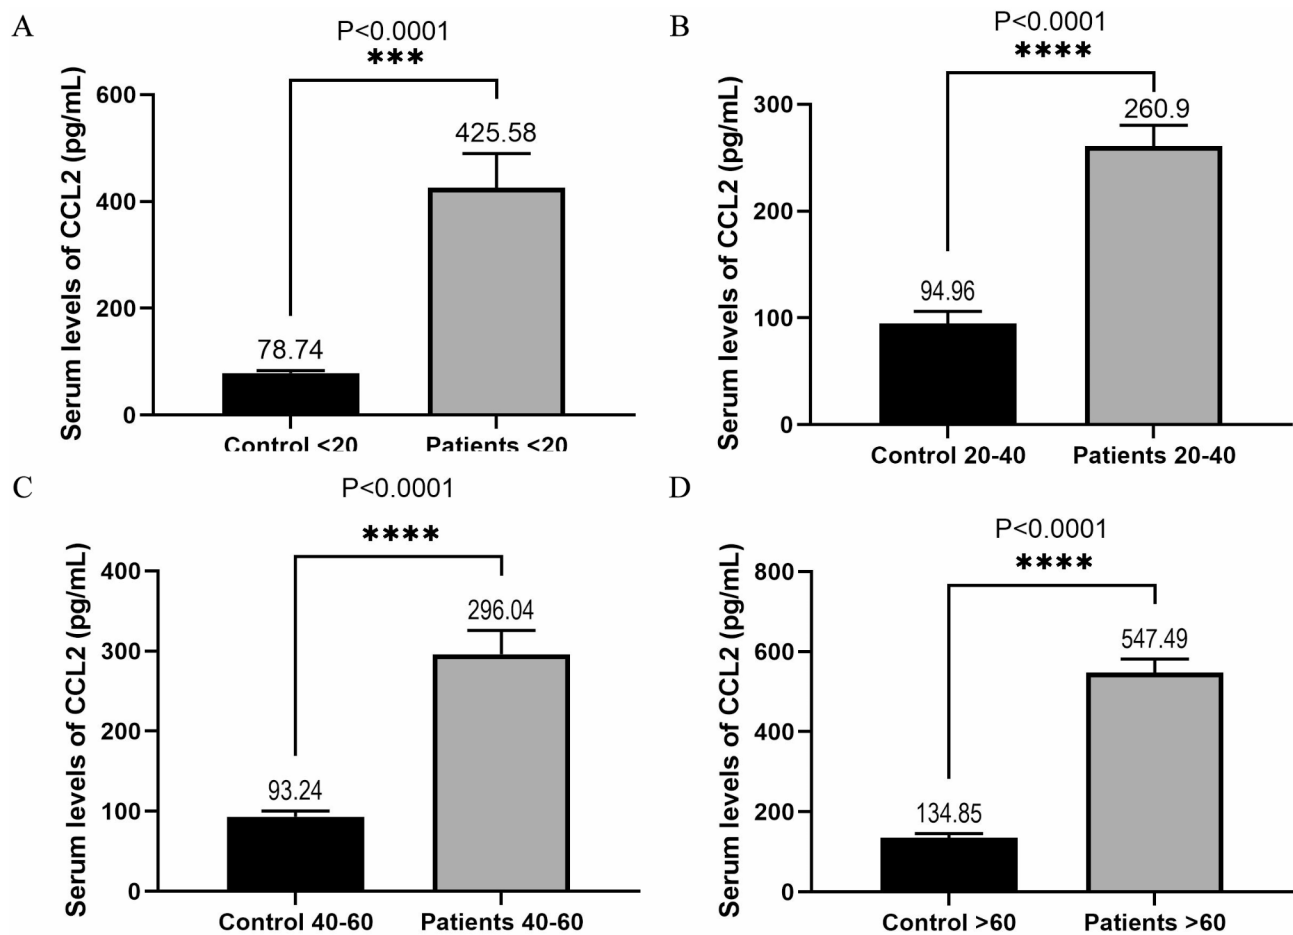 A
P<0.0001
***
Serum levels of CCL2 (pg/mL)
600
400
200
0
425.58
78.74
Control <20
Patients <20
B
P<0.0001
****
Serum levels of CCL2 (pg/mL)
300
200
100
0
260.9
94.96
Control 20-40
Patients 20-40
C
P<0.0001
****
Serum levels of CCL2 (pg/mL)
400
300
200
100
0
296.04
93.24
Control 40-60
Patients 40-60
D
P<0.0001
****
Serum levels of CCL2 (pg/mL)
800
600
400
200
0
547.49
134.85
Control >60
Patients >60